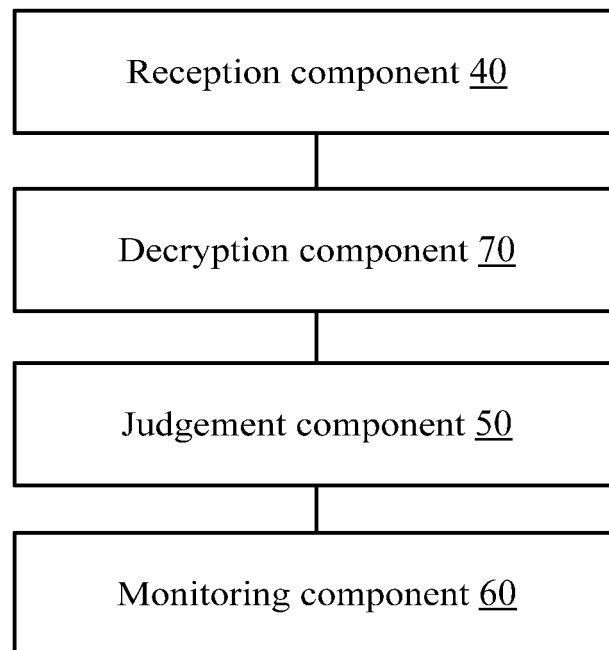 Reception component 40
Decryption component 70
Judgement component 50
Monitoring component 60